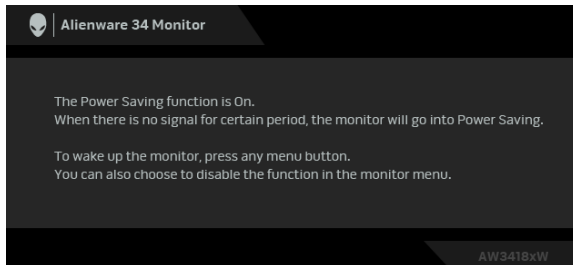 Alienware 34 Monitor
The Power Saving function is On.
When there is no signal for certain period, the monitor will go into Power Saving.
To wake up the monitor, press any menu button.
You can also choose to disable the function in the monitor menu.
AW3418xW